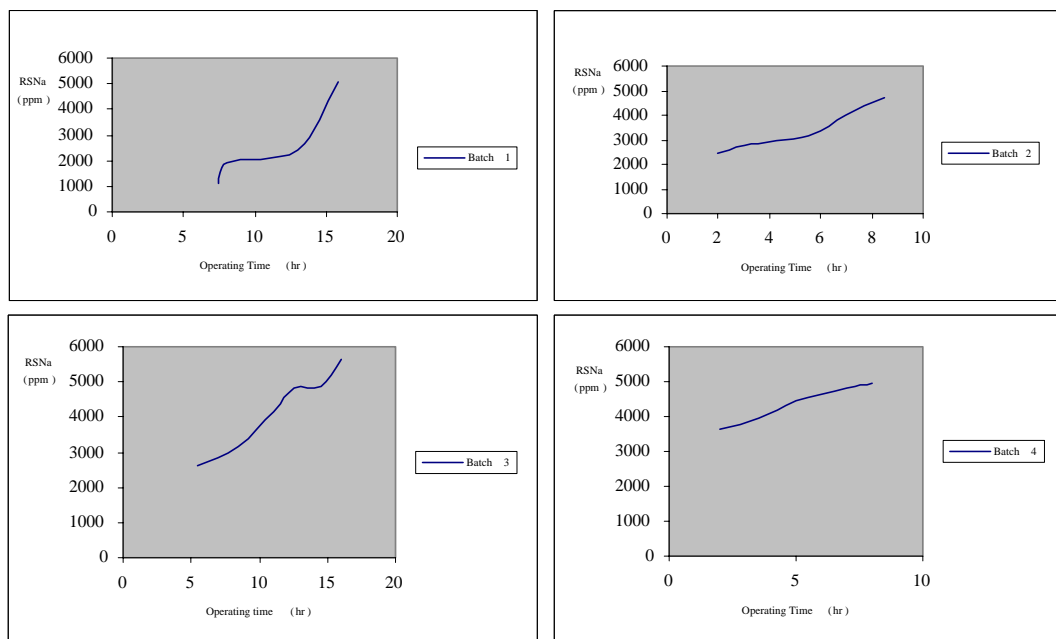 6000
5000
4000
3000
2000
1000
0
RSNa
( ppm )
0 5 10 15 20
Operating Time ( hr )
Batch 1
6000
5000
4000
3000
2000
1000
0
RSNa
( ppm )
0 2 4 6 8 10
Operating Time ( hr )
Batch 2
6000
5000
4000
3000
2000
1000
0
RSNa
( ppm )
0 5 10 15 20
Operating time ( hr )
Batch 3
6000
5000
4000
3000
2000
1000
0
RSNa
( ppm )
0 5 10
Operating Time ( hr )
Batch 4